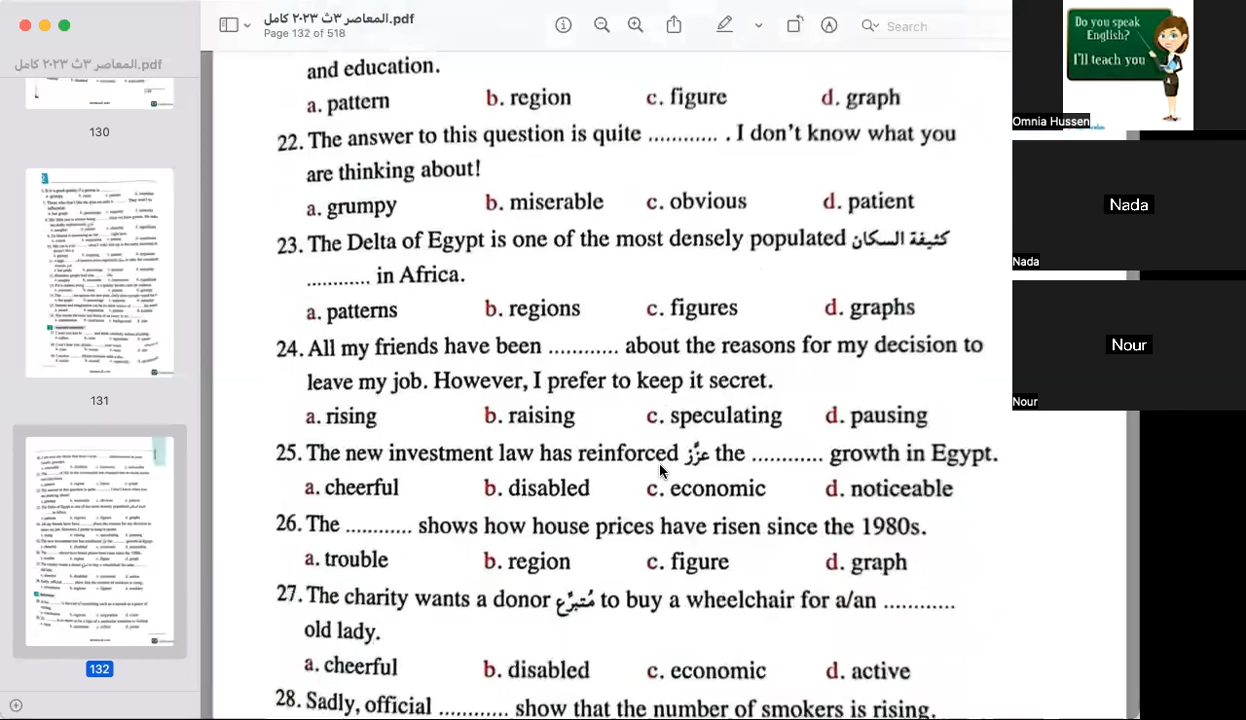 المعاصر ٣ث ٢٠٢٣ كامل.pdf
Page 132 of 518
Search
المعاصر ٣ث ٢٠٢٣ كامل.pdf
130
131
132
and education.
a. pattern b. region c. figure d. graph
22. The answer to this question is quite ............ . I don't know what you
are thinking about!
a. grumpy b. miserable c. obvious d. patient
23. The Delta of Egypt is one of the most densely populated كثيفة السكان
............ in Africa.
a. patterns b. regions c. figures d. graphs
24. All my friends have been ............ about the reasons for my decision to
leave my job. However, I prefer to keep it secret.
a. rising b. raising c. speculating d. pausing
25. The new investment law has reinforced عزَّز the ............ growth in Egypt.
a. cheerful b. disabled c. economic d. noticeable
26. The ............ shows how house prices have risen since the 1980s.
a. trouble b. region c. figure d. graph
27. The charity wants a donor مُتبرِّع to buy a wheelchair for a/an ............
old lady.
a. cheerful b. disabled c. economic d. active
28. Sadly, official ............ show that the number of smokers is rising.
Do you speak
English?
I'll teach you
Omnia Hussen
Nada
Nada
Nour
Nour